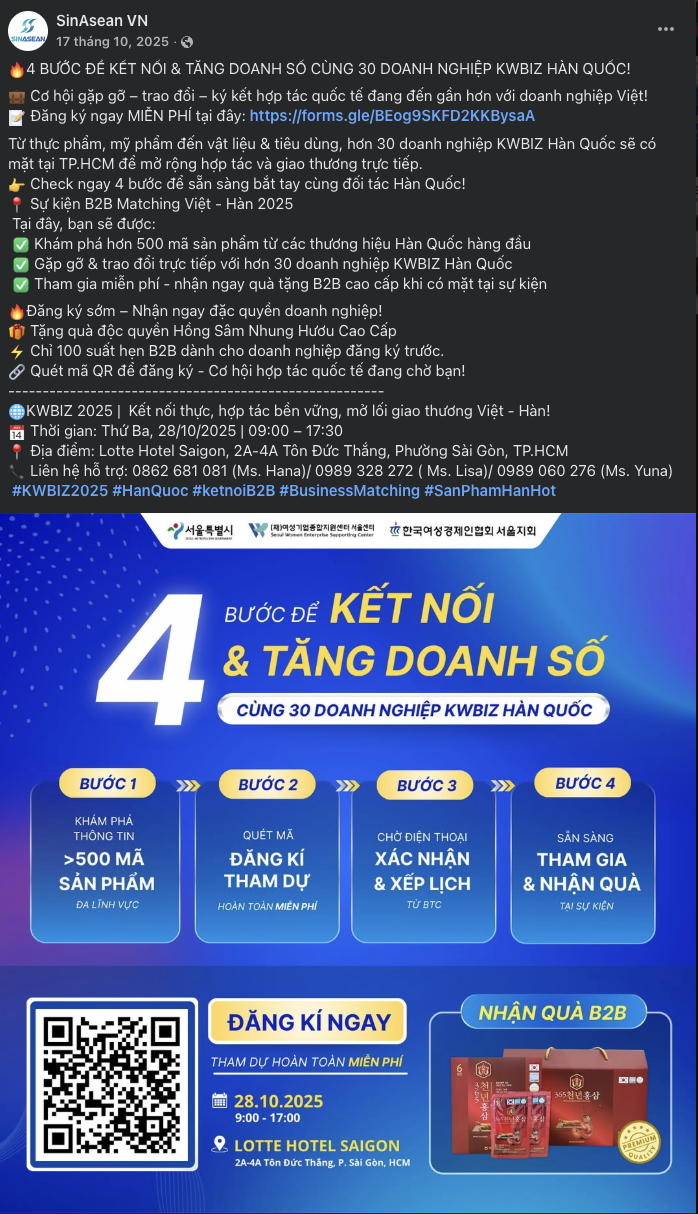 SinAsean VN
17 tháng 10, 2025
SINASEAN
🔥4 BƯỚC ĐỂ KẾT NỐI & TĂNG DOANH SỐ CÙNG 30 DOANH NGHIỆP KWBIZ HÀN QUỐC!
💼 Cơ hội gặp gỡ – trao đổi – ký kết hợp tác quốc tế đang đến gần hơn với doanh nghiệp Việt!
📝 Đăng ký ngay MIỄN PHÍ tại đây: https://forms.gle/BEog9SKFD2KKBysaA
Từ thực phẩm, mỹ phẩm đến vật liệu & tiêu dùng, hơn 30 doanh nghiệp KWBIZ Hàn Quốc sẽ có
mặt tại TP.HCM để mở rộng hợp tác và giao thương trực tiếp.
👉 Check ngay 4 bước để sẵn sàng bắt tay cùng đối tác Hàn Quốc!
📍 Sự kiện B2B Matching Việt - Hàn 2025
Tại đây, bạn sẽ được:
✅ Khám phá hơn 500 mã sản phẩm từ các thương hiệu Hàn Quốc hàng đầu
✅ Gặp gỡ & trao đổi trực tiếp với hơn 30 doanh nghiệp KWBIZ Hàn Quốc
✅ Tham gia miễn phí - nhận ngay quà tặng B2B cao cấp khi có mặt tại sự kiện
🔥Đăng ký sớm – Nhận ngay đặc quyền doanh nghiệp!
🎁 Tặng quà độc quyền Hồng Sâm Nhung Hươu Cao Cấp
⚡ Chỉ 100 suất hẹn B2B dành cho doanh nghiệp đăng ký trước.
🔗 Quét mã QR để đăng ký - Cơ hội hợp tác quốc tế đang chờ bạn!
-------------------------------------------------------
🌐KWBIZ 2025 | Kết nối thực, hợp tác bền vững, mở lối giao thương Việt - Hàn!
📅 Thời gian: Thứ Ba, 28/10/2025 | 09:00 – 17:30
📍 Địa điểm: Lotte Hotel Saigon, 2A-4A Tôn Đức Thắng, Phường Sài Gòn, TP.HCM
📞 Liên hệ hỗ trợ: 0862 681 081 (Ms. Hana)/ 0989 328 272 ( Ms. Lisa)/ 0989 060 276 (Ms. Yuna)
#KWBIZ2025 #HanQuoc #ketnoiB2B #BusinessMatching #SanPhamHanHot
서울특별시
SEOUL METROPOLITAN GOVERNMENT
(재)여성기업종합지원센터 서울센터
Seoul Women Enterprise Supporting Center
한국여성경제인협회 서울지회
4 BƯỚC ĐỂ KẾT NỐI
& TĂNG DOANH SỐ
CÙNG 30 DOANH NGHIỆP KWBIZ HÀN QUỐC
BƯỚC 1
KHÁM PHÁ
THÔNG TIN
>500 MÃ
SẢN PHẨM
ĐA LĨNH VỰC
BƯỚC 2
QUÉT MÃ
ĐĂNG KÍ
THAM DỰ
HOÀN TOÀN MIỄN PHÍ
BƯỚC 3
CHỜ ĐIỆN THOẠI
XÁC NHẬN
& XẾP LỊCH
TỪ BTC
BƯỚC 4
SẴN SÀNG
THAM GIA
& NHẬN QUÀ
TẠI SỰ KIỆN
ĐĂNG KÍ NGAY
THAM DỰ HOÀN TOÀN MIỄN PHÍ
28.10.2025
9:00 - 17:00
LOTTE HOTEL SAIGON
2A-4A Tôn Đức Thắng, P. Sài Gòn, HCM
NHẬN QUÀ B2B
365천년홍삼
365천년홍삼
PREMIUM
QUALITY